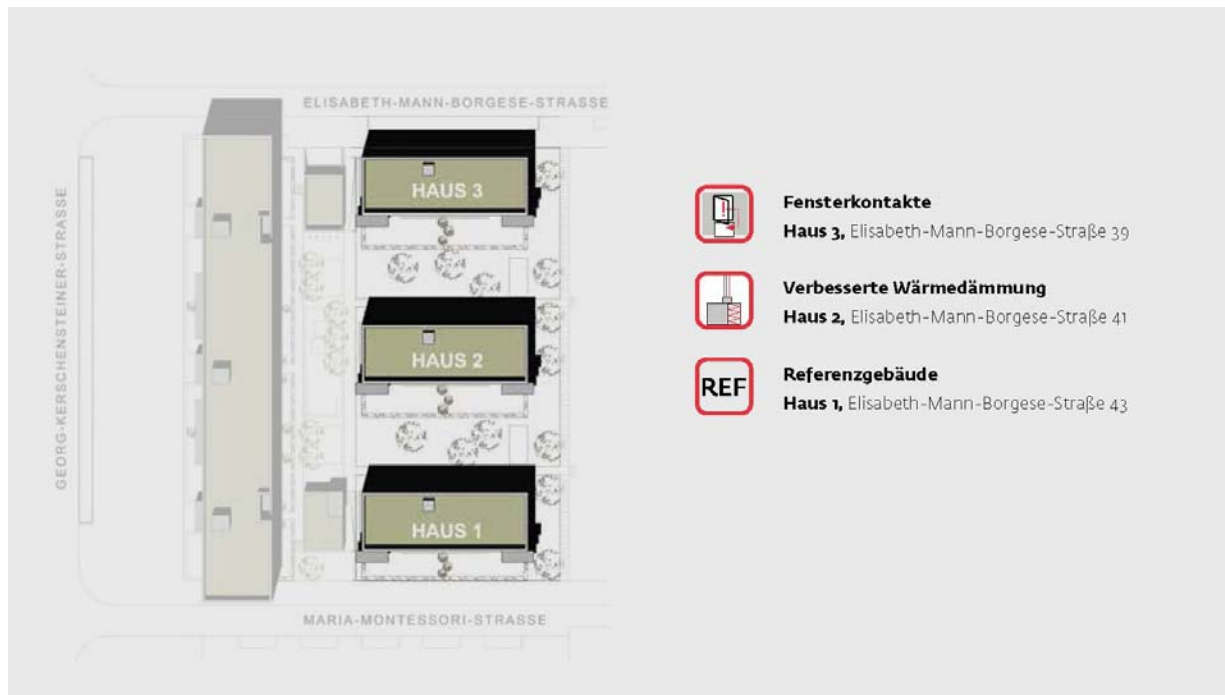 ELISABETH-MANN-BORGESE-STRASSE
GEORG-KERSCHENSTEINER-STRASSE
HAUS 3
HAUS 2
HAUS 1
MARIA-MONTESSORI-STRASSE
Fensterkontakte
Haus 3, Elisabeth-Mann-Borgese-Straße 39
Verbesserte Wärmedämmung
Haus 2, Elisabeth-Mann-Borgese-Straße 41
REF
Referenzgebäude
Haus 1, Elisabeth-Mann-Borgese-Straße 43